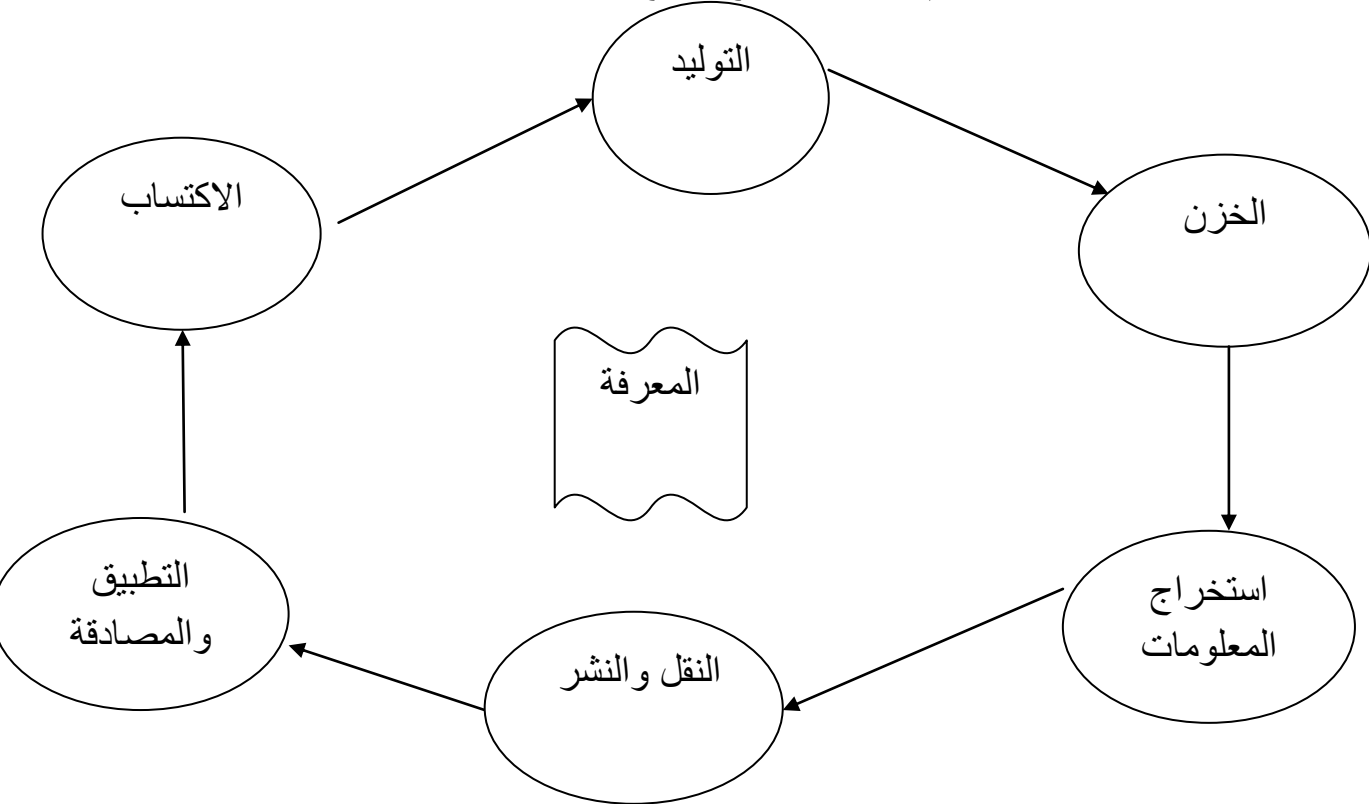 التوليد
الاكتساب
الخزن
المعرفة
استخراج
المعلومات
التطبيق
والمصادقة
النقل والنشر